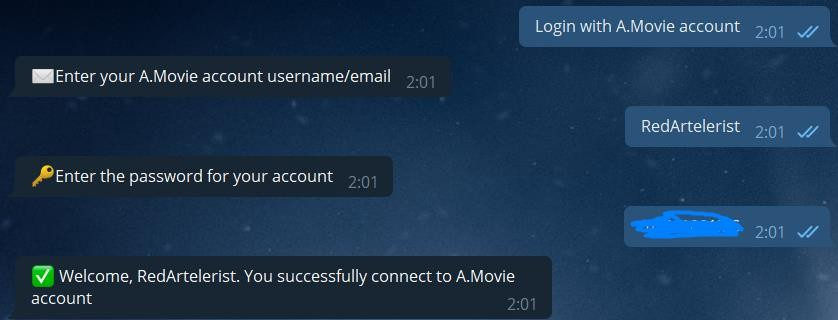 Login with A.Movie account 2:01
✉️Enter your A.Movie account username/email 2:01
RedArtelerist 2:01
🔑Enter the password for your account 2:01
2:01
✅ Welcome, RedArtelerist. You successfully connect to A.Movie
account 2:01